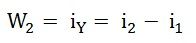 W₂ = i_Y = i₂ − i₁